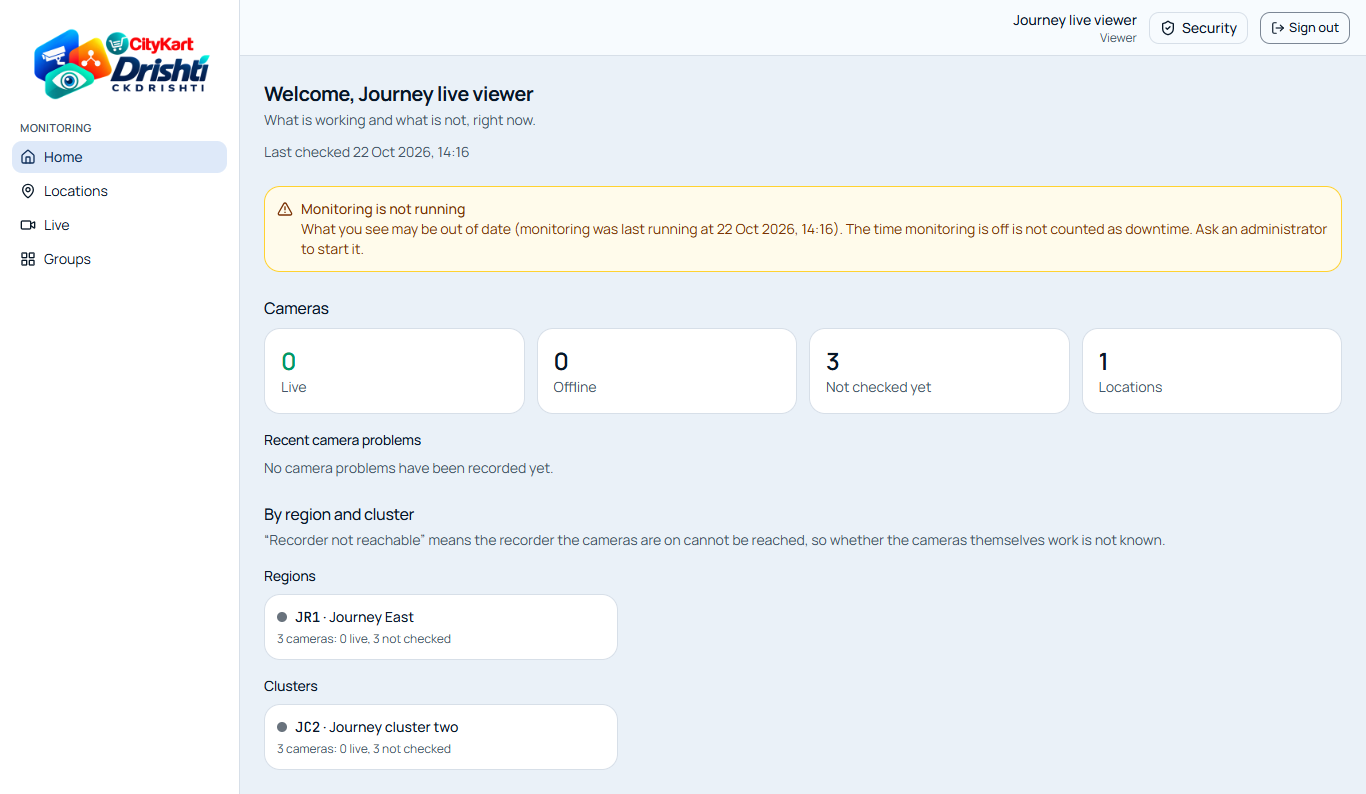 CityKart
Drishti
CKDRISHTI
MONITORING
Home
Locations
Live
Groups
Journey live viewer
Viewer
Security
Sign out
Welcome, Journey live viewer
What is working and what is not, right now.
Last checked 22 Oct 2026, 14:16
Monitoring is not running
What you see may be out of date (monitoring was last running at 22 Oct 2026, 14:16). The time monitoring is off is not counted as downtime. Ask an administrator
to start it.
Cameras
0
Live
0
Offline
3
Not checked yet
1
Locations
Recent camera problems
No camera problems have been recorded yet.
By region and cluster
“Recorder not reachable” means the recorder the cameras are on cannot be reached, so whether the cameras themselves work is not known.
Regions
JR1 · Journey East
3 cameras: 0 live, 3 not checked
Clusters
JC2 · Journey cluster two
3 cameras: 0 live, 3 not checked